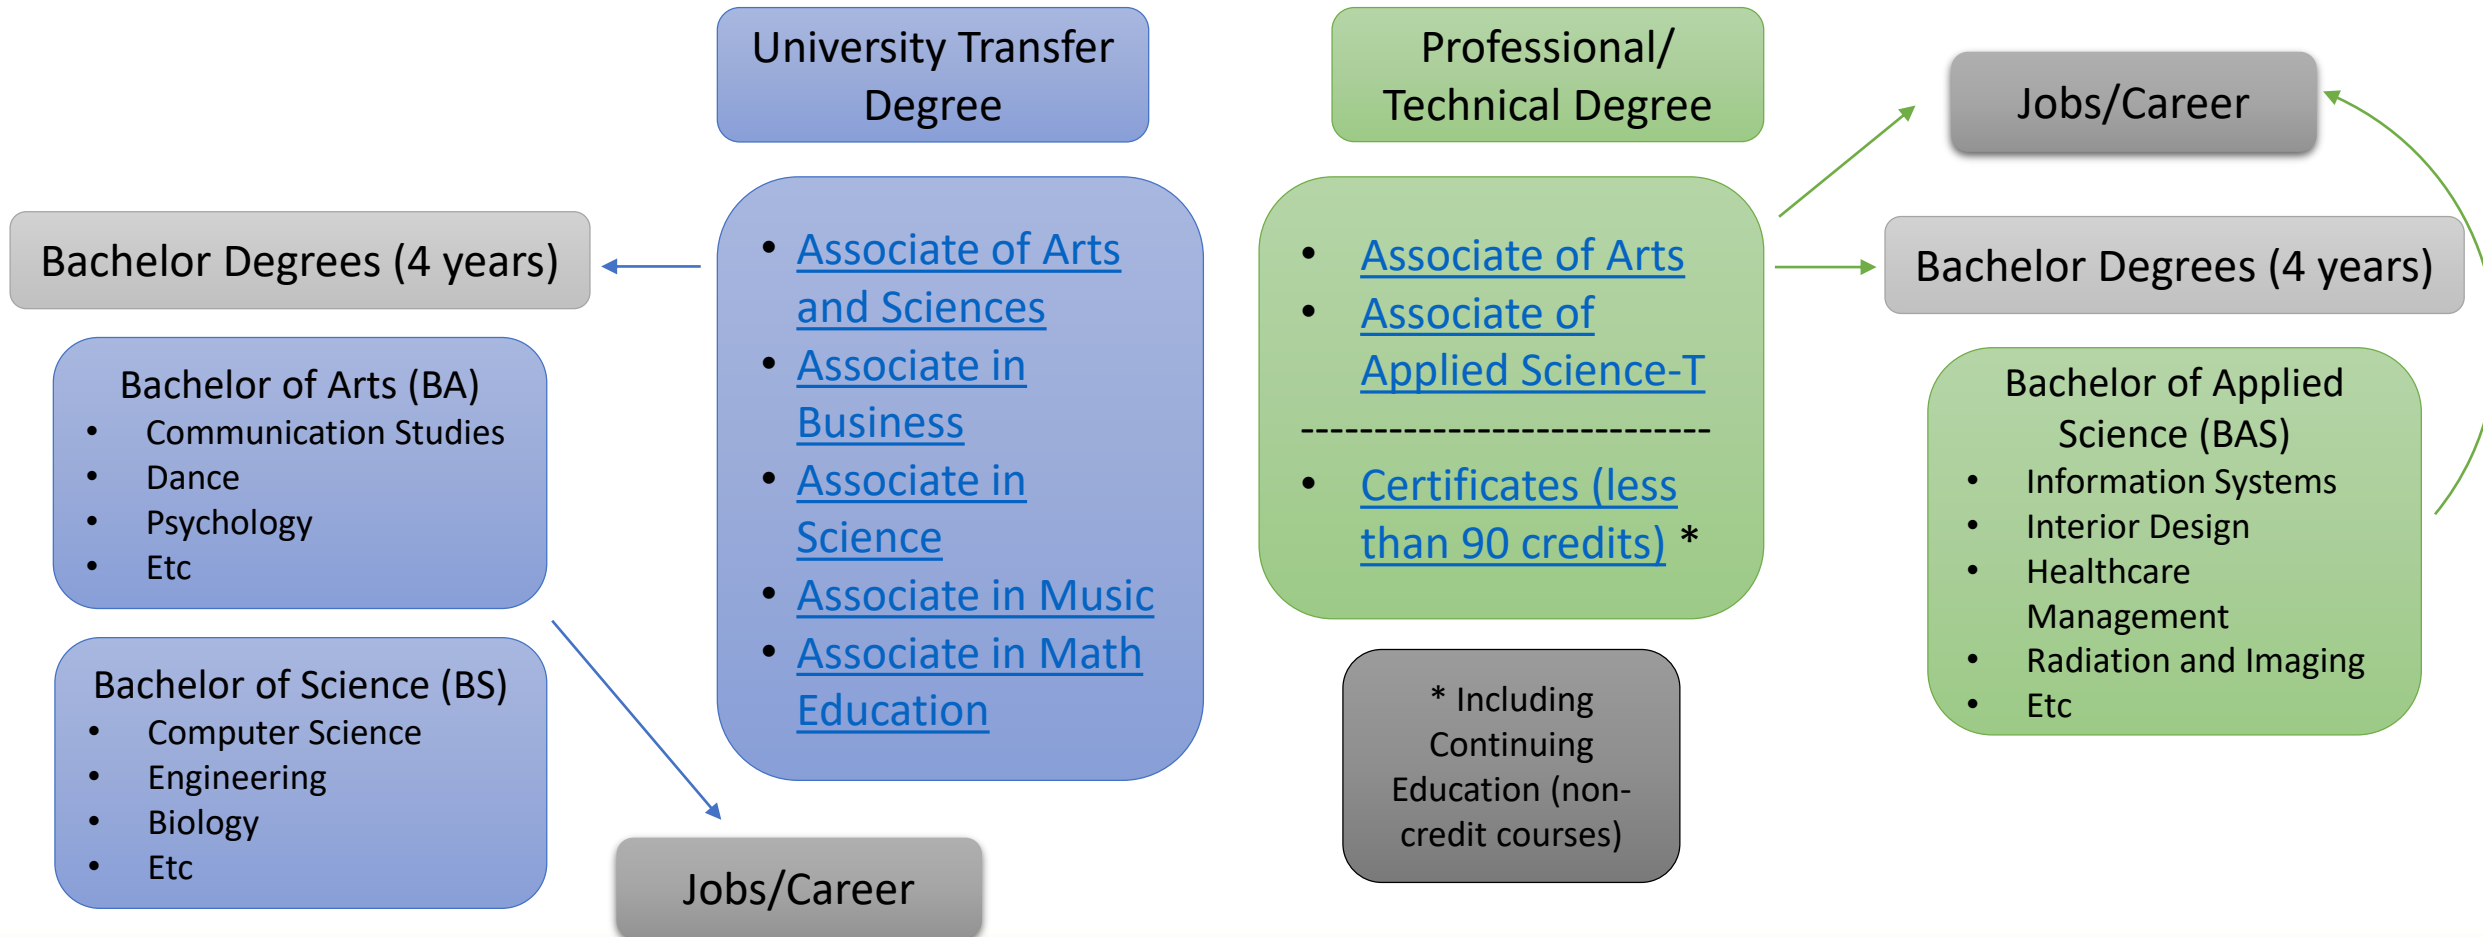 University Transfer
Degree
Professional/
Technical Degree
Jobs/Career
Bachelor Degrees (4 years)
• Associate of Arts
and Sciences
• Associate in
Business
• Associate in
Science
• Associate in Music
• Associate in Math
Education
• Associate of Arts
• Associate of
Applied Science-T
----------------------------
• Certificates (less
than 90 credits) *
Bachelor Degrees (4 years)
Bachelor of Arts (BA)
• Communication Studies
• Dance
• Psychology
• Etc
Bachelor of Applied
Science (BAS)
• Information Systems
• Interior Design
• Healthcare
Management
• Radiation and Imaging
• Etc
Bachelor of Science (BS)
• Computer Science
• Engineering
• Biology
• Etc
* Including
Continuing
Education (non-
credit courses)
Jobs/Career